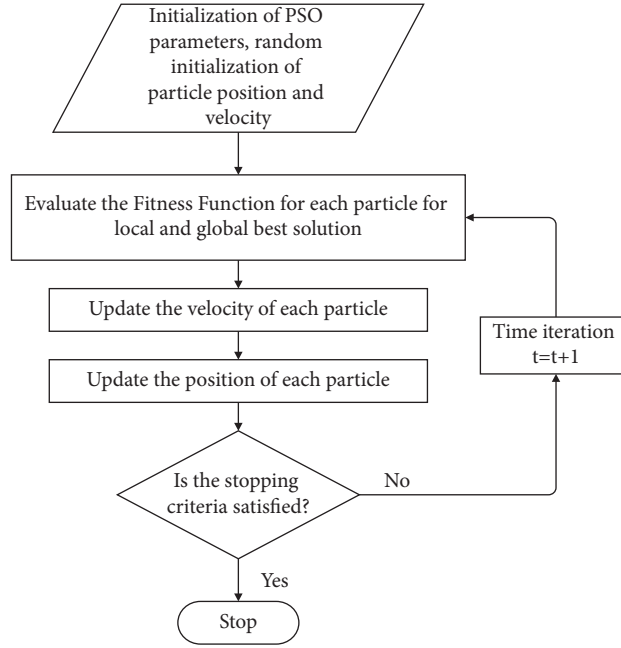 Initialization of PSO
parameters, random
initialization of
particle position and
velocity
Evaluate the Fitness Function for each particle for
local and global best solution
Update the velocity of each particle
Time iteration
t=t+1
Update the position of each particle
Is the stopping
criteria satisfied?
No
Yes
Stop